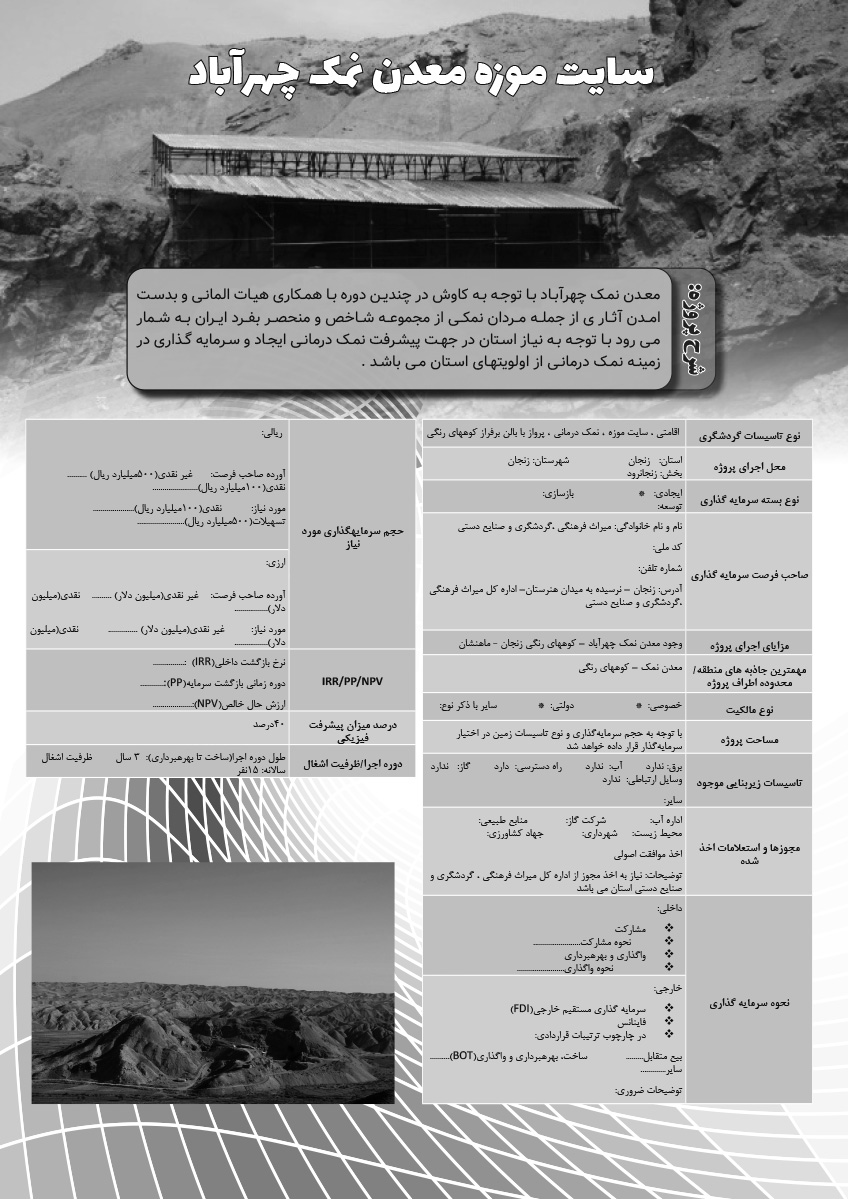 سایت موزه معدن نمک چهرآباد
شرح پروژه:
معدن نمک چهرآباد با توجه به کاوش در چندین دوره با همکاری هیات المانی و بدست
امدن آثار ی از جمله مردان نمکی از مجموعه شاخص و منحصر بفرد ایران به شمار
می رود با توجه به نیاز استان در جهت پیشرفت نمک درمانی ایجاد و سرمایه گذاری در
زمینه نمک درمانی از اولویتهای استان می باشد .
نوع تاسیسات گردشگری
اقامتی ، سایت موزه ، نمک درمانی ، پرواز با بالن برفراز کوههای رنگی
محل اجرای پروژه
استان: زنجان شهرستان: زنجان
بخش: زنجانرود
نوع بسته سرمایه گذاری
ایجادی: * بازسازی:
توسعه:
صاحب فرصت سرمایه گذاری
نام و نام خانوادگی: میراث فرهنگی ،گردشگری و صنایع دستی
کد ملی:
شماره تلفن:
آدرس: زنجان – نرسیده به میدان هنرستان– اداره کل میراث فرهنگی
،گردشگری و صنایع دستی
مزایای اجرای پروژه
وجود معدن نمک چهرآباد – کوههای رنگی زنجان - ماهنشان
مهمترین جاذبه های منطقه/
محدوده اطراف پروژه
معدن نمک – کوههای رنگی
نوع مالکیت
خصوصی: * دولتی: * سایر با ذکر نوع:
مساحت پروژه
با توجه به حجم سرمایه‌گذاری و نوع تاسیسات زمین در اختیار
سرمایه‌گذار قرار داده خواهد شد
تاسیسات زیربنایی موجود
برق: ندارد آب: ندارد راه دسترسی: دارد گاز: ندارد
وسایل ارتباطی: ندارد
سایر:
مجوزها و استعلامات اخذ
شده
اداره آب: شرکت گاز: منابع طبیعی:
محیط زیست: شهرداری: جهاد کشاورزی:
اخذ موافقت اصولی
توضیحات: نیاز به اخذ مجوز از اداره کل میراث فرهنگی ، گردشگری و
صنایع دستی استان می باشد
نحوه سرمایه گذاری
داخلی:
❖ مشارکت
❖ نحوه مشارکت......................
❖ واگذاری و بهره‎برداری
❖ نحوه واگذاری......................
خارجی:
❖ سرمایه گذاری مستقیم خارجی(FDI)
❖ فاینانس
❖ در چارچوب ترتیبات قراردادی:
بیع متقابل......... ساخت، بهره‎برداری و واگذاری(BOT).........
سایر............
توضیحات ضروری:
حجم سرمایه‎گذاری مورد
نیاز
ریالی:
آورده صاحب فرصت: غیر نقدی(۵۰۰میلیارد ریال) .........
نقدی(۱۰۰میلیارد ریال)......................
مورد نیاز: نقدی(۱۰۰میلیارد ریال)....................
تسهیلات(۵۰۰میلیارد ریال)......................
ارزی:
آورده صاحب فرصت: غیر نقدی(میلیون دلار) ......... نقدی(میلیون
دلار)................
مورد نیاز: غیر نقدی(میلیون دلار) .............. نقدی(میلیون
دلار)................
IRR/PP/NPV
نرخ بازگشت داخلی(IRR) :...............
دوره زمانی بازگشت سرمایه(PP):...........
ارزش حال خالص(NPV):...................
درصد میزان پیشرفت
فیزیکی
۴۰درصد
دوره اجرا/ظرفیت اشغال
طول دوره اجرا(ساخت تا بهره‎برداری): ۳ سال ظرفیت اشغال
سالانه: ۱۵نفر